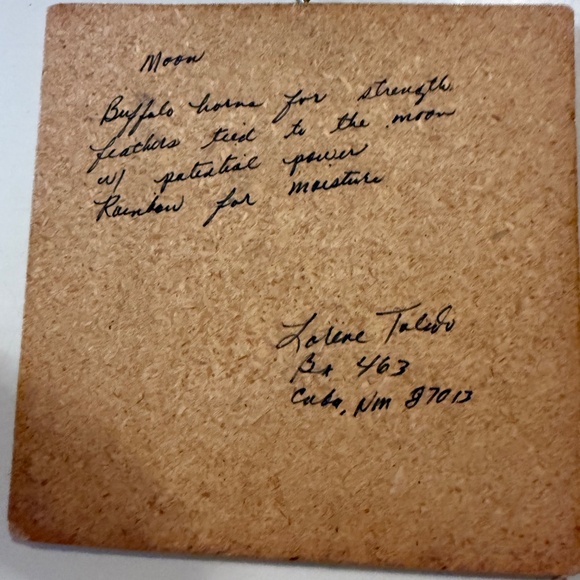 Moon
Buffalo horns for strength
feathers tied to the moon
w/ potential power
Rainbow for moisture
Lorene Toledo
Bx 463
Cuba, NM 87013